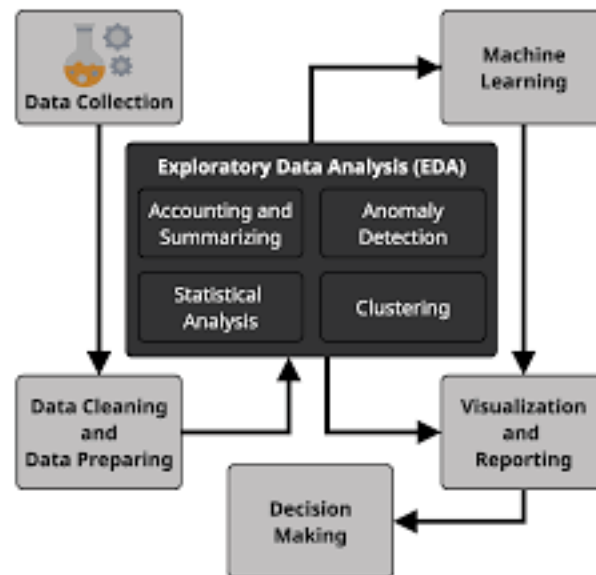 Data Collection
Machine
Learning
Exploratory Data Analysis (EDA)
Accounting and
Summarizing
Anomaly
Detection
Statistical
Analysis
Clustering
Data Cleaning
and
Data Preparing
Visualization
and
Reporting
Decision
Making